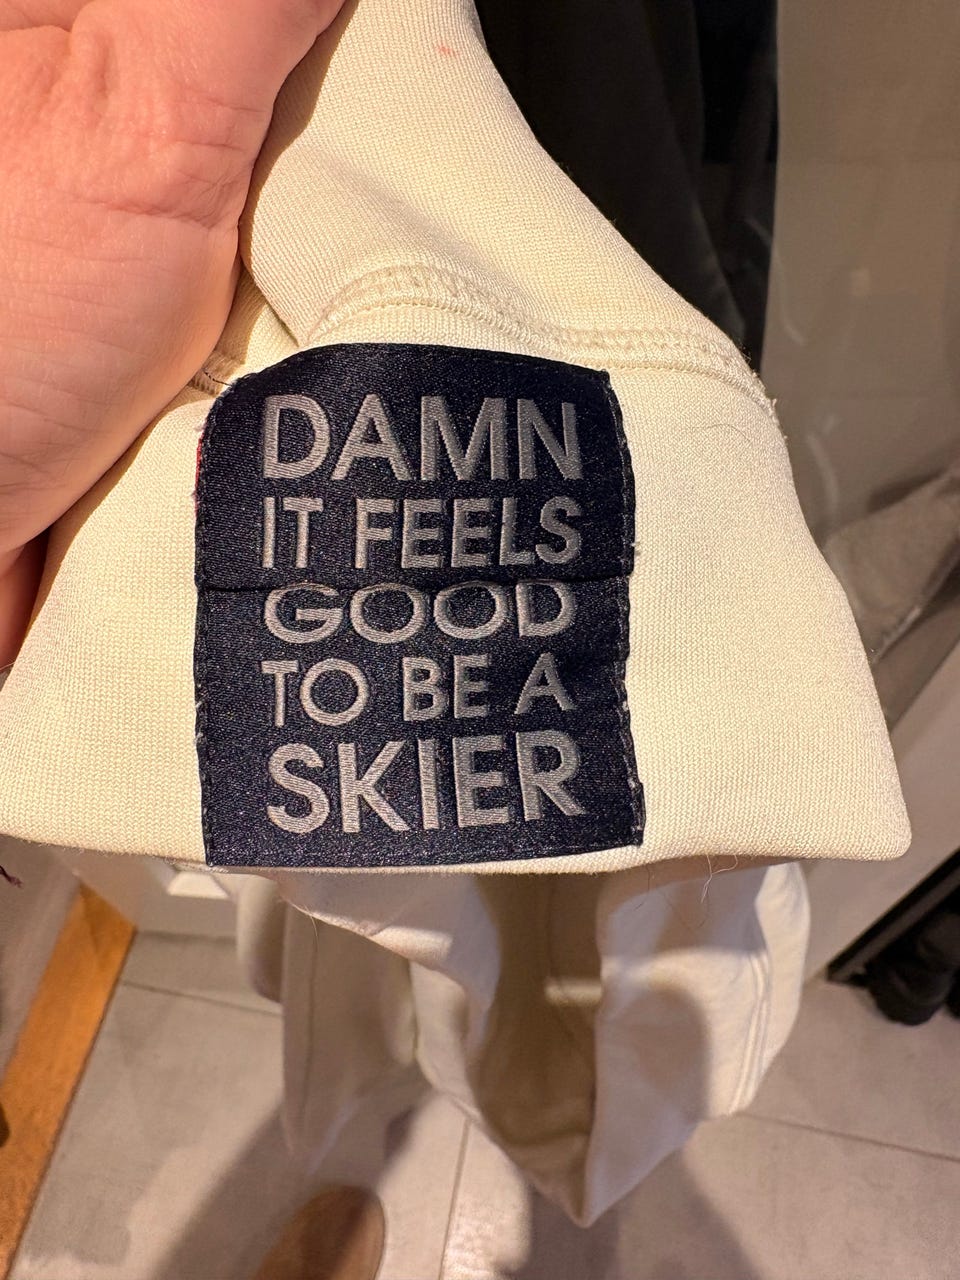 DAMN
IT FEELS
GOOD
TO BE A
SKIER